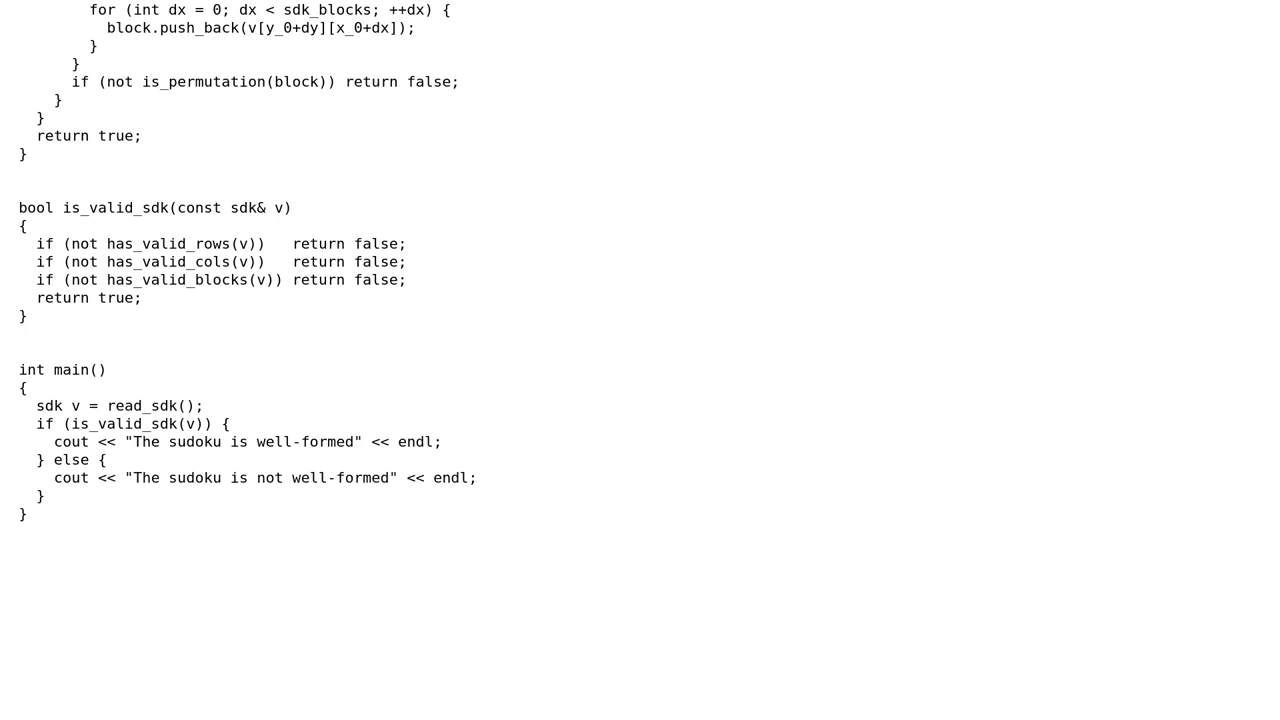 for (int dx = 0; dx < sdk_blocks; ++dx) {
          block.push_back(v[y_0+dy][x_0+dx]);
        }
      }
      if (not is_permutation(block)) return false;
    }
  }
  return true;
}

bool is_valid_sdk(const sdk& v)
{
  if (not has_valid_rows(v))   return false;
  if (not has_valid_cols(v))   return false;
  if (not has_valid_blocks(v)) return false;
  return true;
}

int main()
{
  sdk v = read_sdk();
  if (is_valid_sdk(v)) {
    cout << "The sudoku is well-formed" << endl;
  } else {
    cout << "The sudoku is not well-formed" << endl;
  }
}